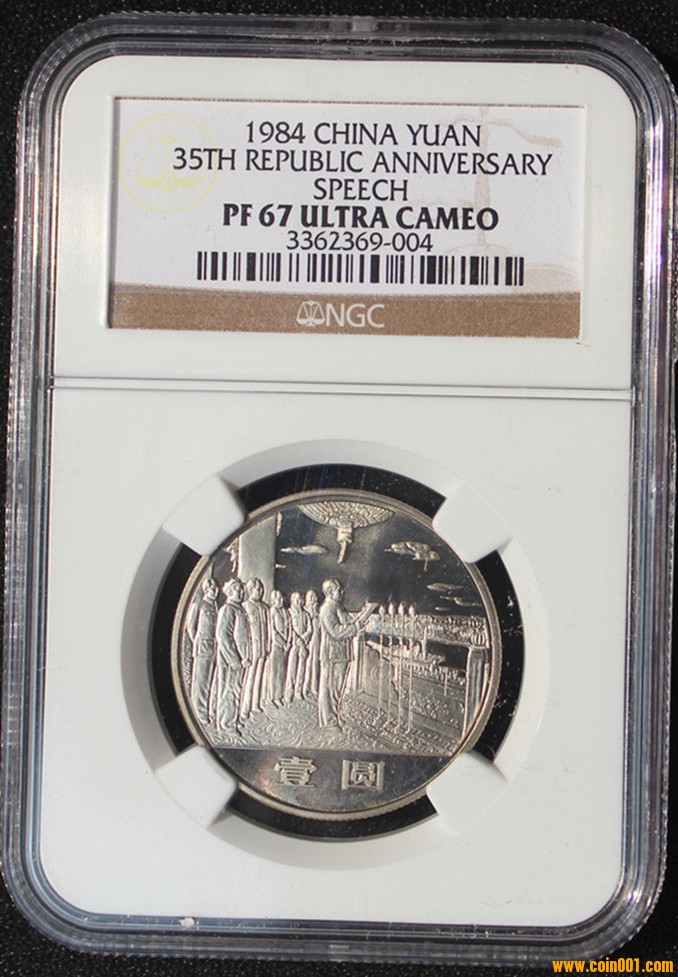 1984 CHINA YUAN
35TH REPUBLIC ANNIVERSARY
SPEECH
PF 67 ULTRA CAMEO
3362369-004
NGC
壹圆
www.coin001.com